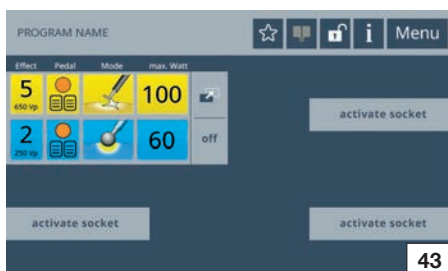 PROGRAM NAME
i Menu
Effect Pedal Mode max. Watt
5 100
650 Vp
2 60 off
250 Vp
activate socket
activate socket activate socket
43